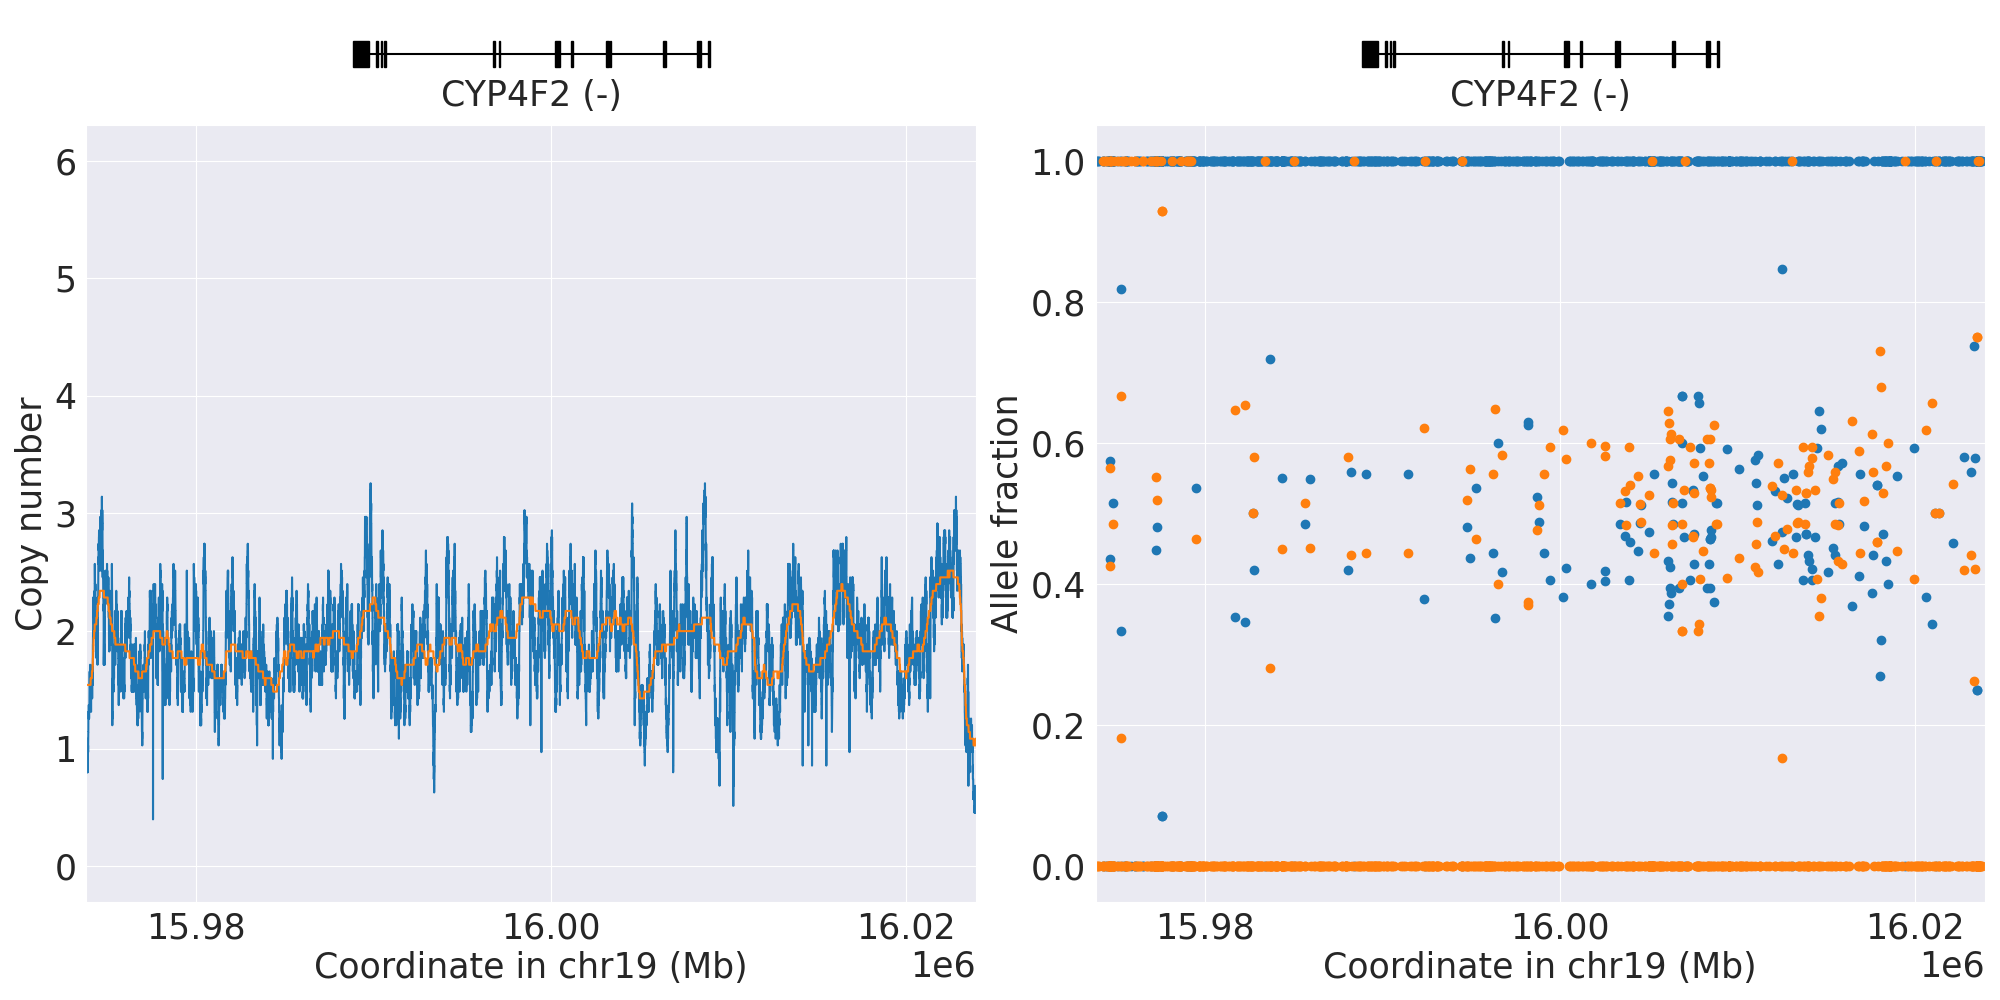 CYP4F2 (-)
6
5
4
3
2
1
0
Copy number
15.98
16.00
16.02
Coordinate in chr19 (Mb)
1e6
CYP4F2 (-)
1.0
0.8
0.6
0.4
0.2
0.0
Allele fraction
15.98
16.00
16.02
Coordinate in chr19 (Mb)
1e6